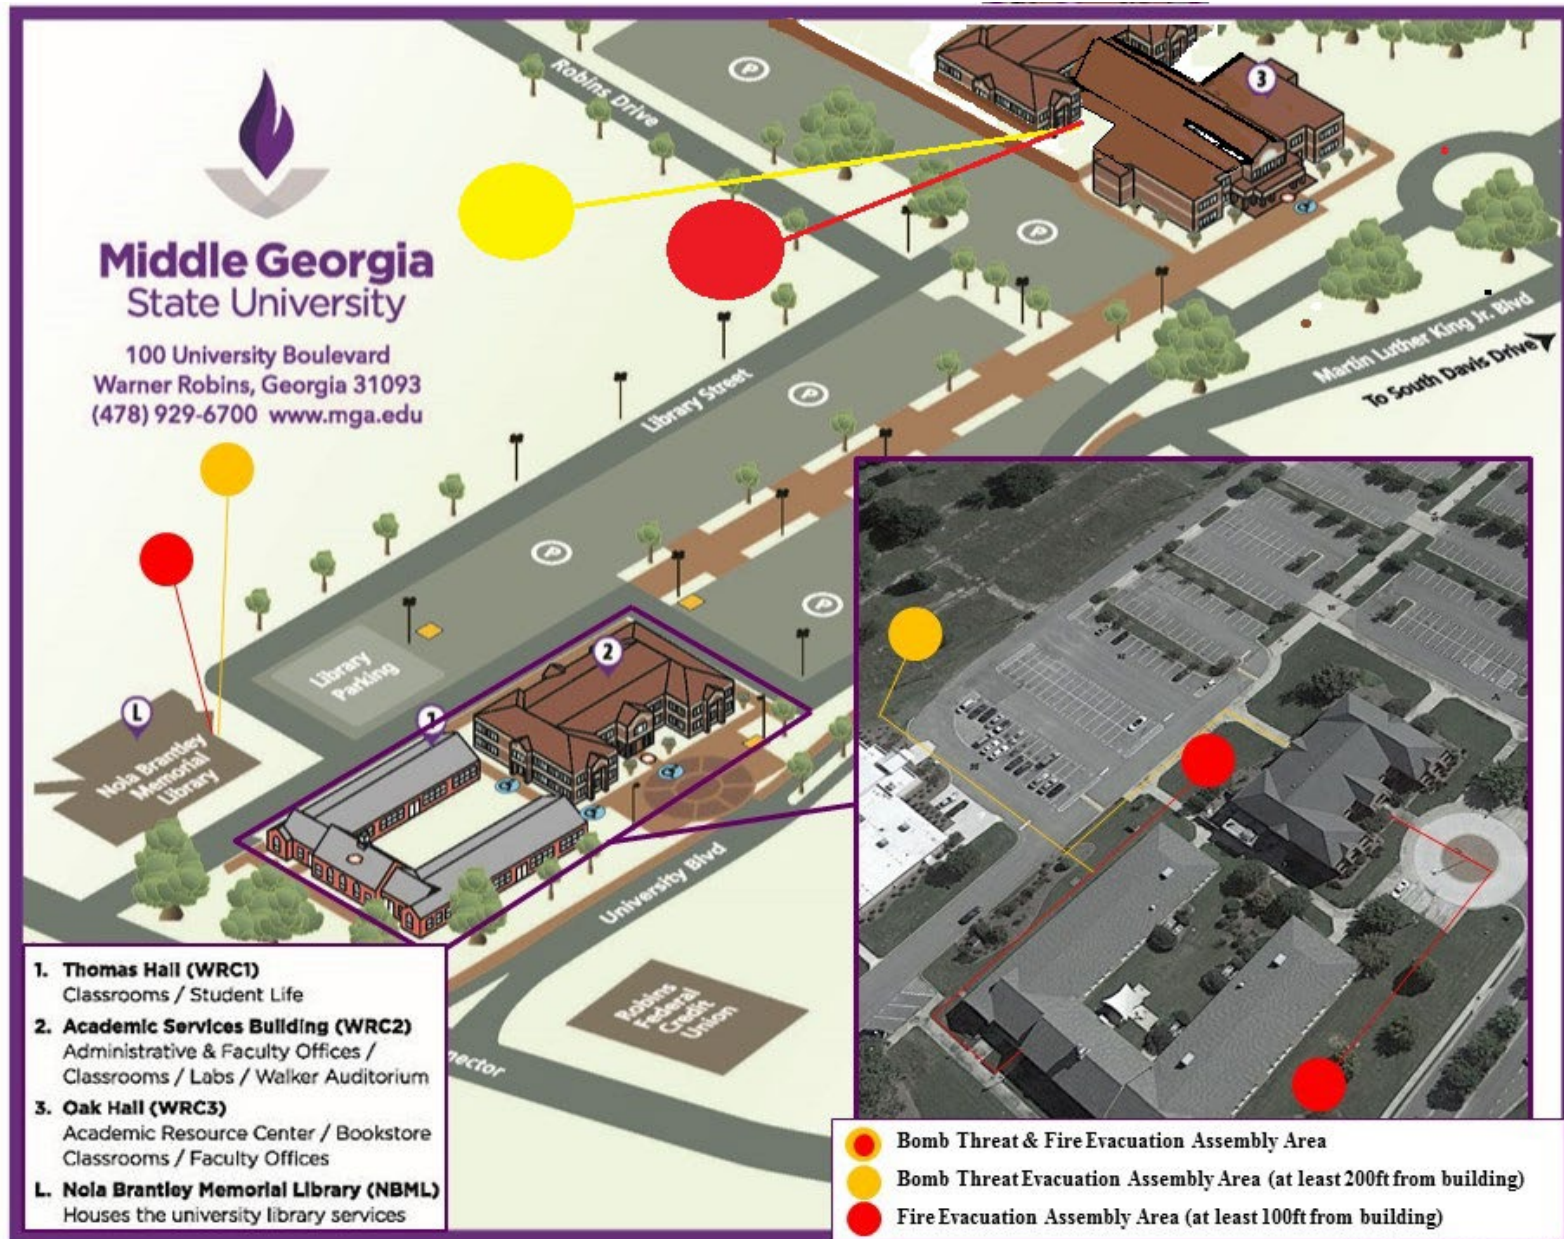 Middle Georgia
State University
100 University Boulevard
Warner Robins, Georgia 31093
(478) 929-6700 www.mga.edu
Robins Drive
P
3
P
Martin Luther King Jr. Blvd
To South Davis Drive
Library Street
P
P
P
Library
Parking
2
1
L
Nola Brantley
Memorial
Library
University Blvd
Robins
Federal
Credit
Union
nector
1. Thomas Hall (WRC1)
Classrooms / Student Life
2. Academic Services Building (WRC2)
Administrative & Faculty Offices /
Classrooms / Labs / Walker Auditorium
3. Oak Hall (WRC3)
Academic Resource Center / Bookstore
Classrooms / Faculty Offices
L. Nola Brantley Memorial Library (NBML)
Houses the university library services
Bomb Threat & Fire Evacuation Assembly Area
Bomb Threat Evacuation Assembly Area (at least 200ft from building)
Fire Evacuation Assembly Area (at least 100ft from building)